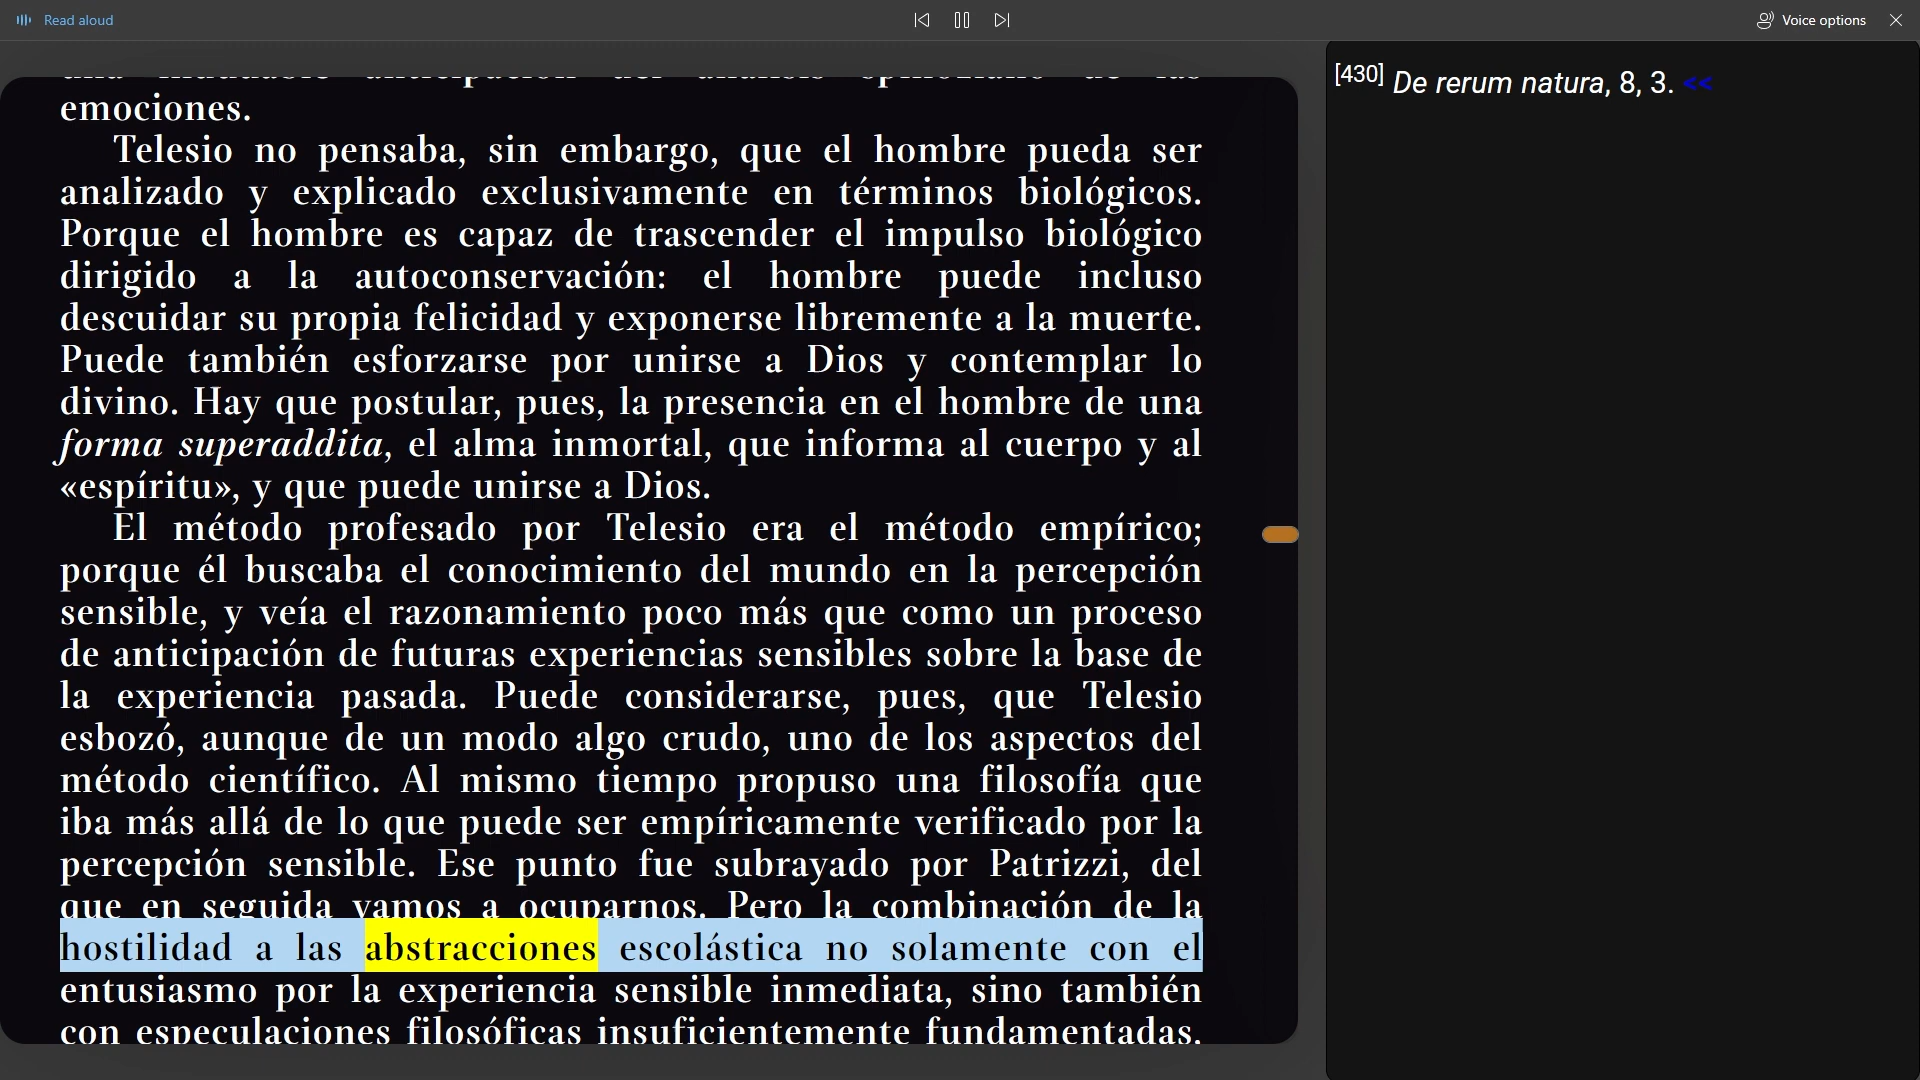 Read aloud
Voice options
una indudable anticipación del análisis spinoziano de las
emociones.
Telesio no pensaba, sin embargo, que el hombre pueda ser
analizado y explicado exclusivamente en términos biológicos.
Porque el hombre es capaz de trascender el impulso biológico
dirigido a la autoconservación: el hombre puede incluso
descuidar su propia felicidad y exponerse libremente a la muerte.
Puede también esforzarse por unirse a Dios y contemplar lo
divino. Hay que postular, pues, la presencia en el hombre de una
forma superaddita, el alma inmortal, que informa al cuerpo y al
«espíritu», y que puede unirse a Dios.
El método profesado por Telesio era el método empírico;
porque él buscaba el conocimiento del mundo en la percepción
sensible, y veía el razonamiento poco más que como un proceso
de anticipación de futuras experiencias sensibles sobre la base de
la experiencia pasada. Puede considerarse, pues, que Telesio
esbozó, aunque de un modo algo crudo, uno de los aspectos del
método científico. Al mismo tiempo propuso una filosofía que
iba más allá de lo que puede ser empíricamente verificado por la
percepción sensible. Ese punto fue subrayado por Patrizzi, del
que en seguida vamos a ocuparnos. Pero la combinación de la
hostilidad a las abstracciones escolástica no solamente con el
entusiasmo por la experiencia sensible inmediata, sino también
con especulaciones filosóficas insuficientemente fundamentadas,
[430] De rerum natura, 8, 3. <<